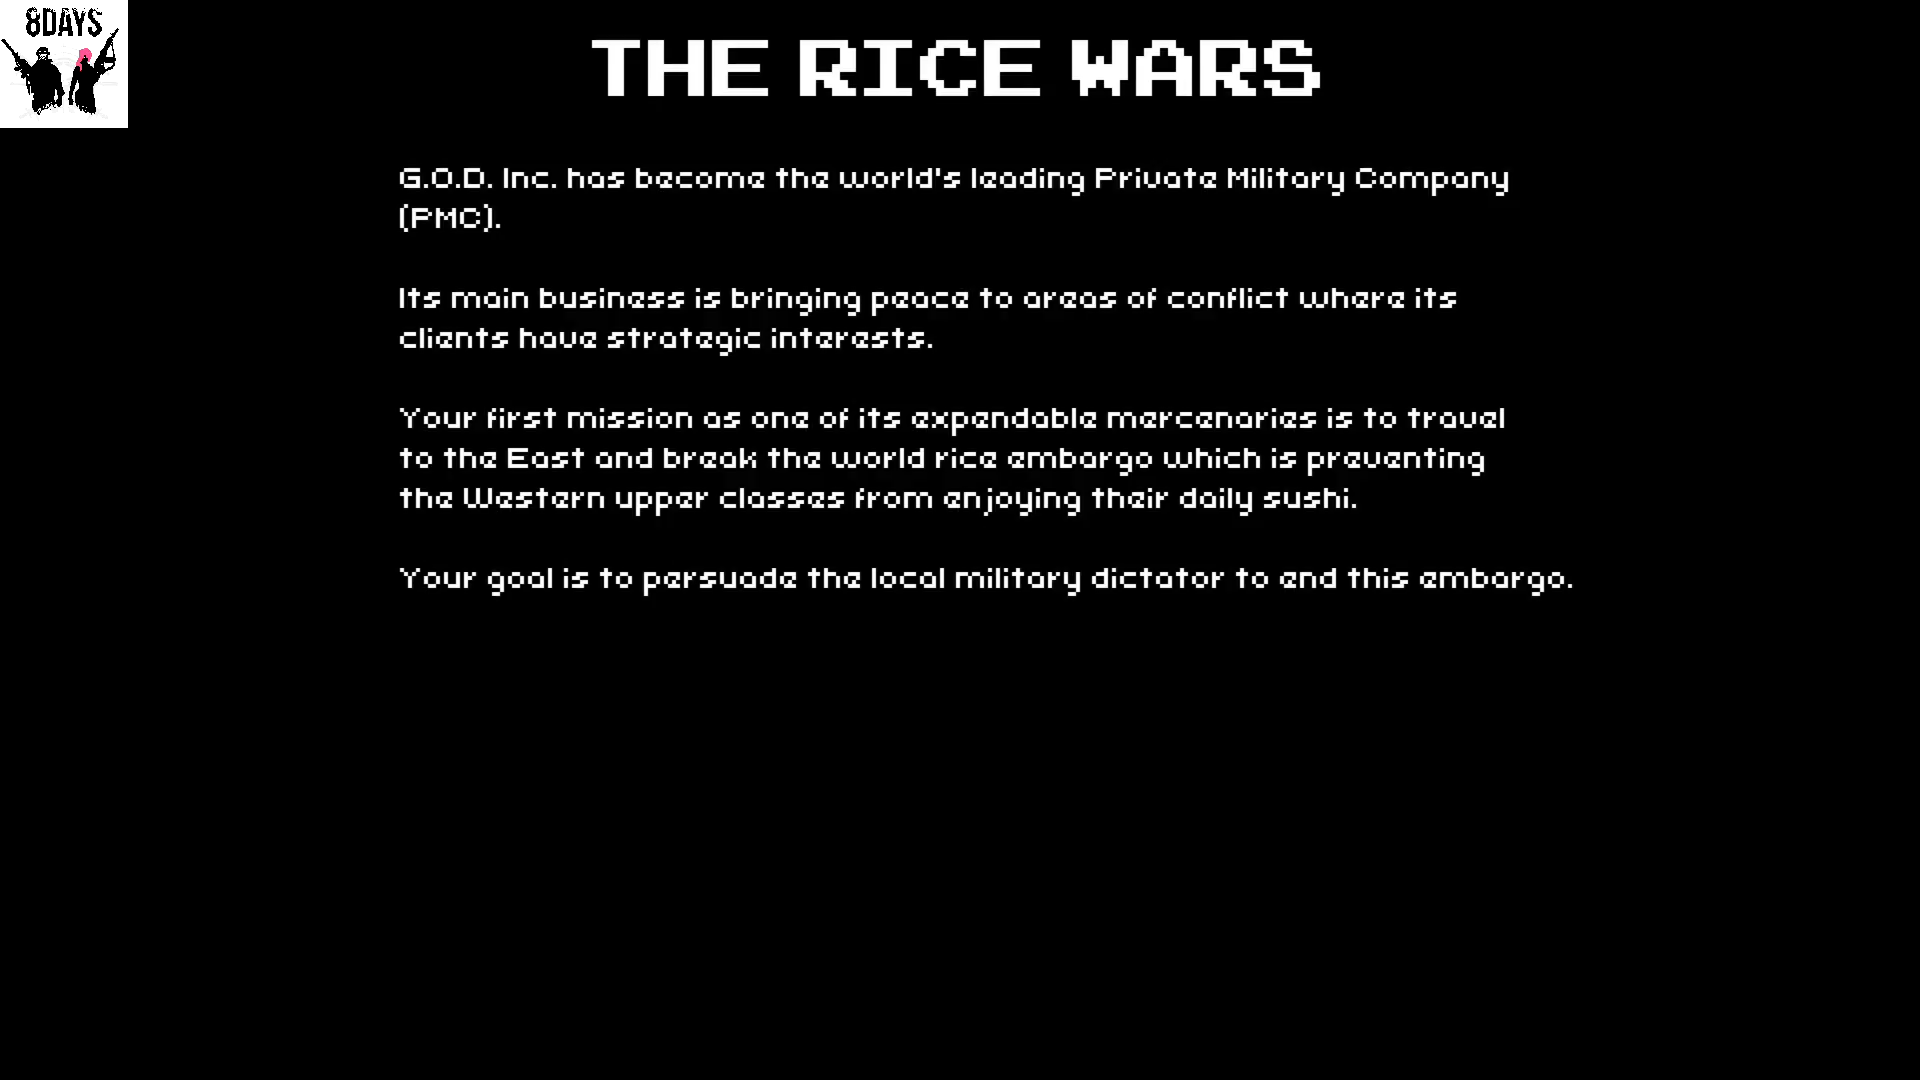 8DAYS
THE RICE WARS
G.O.D. Inc. has become the world's leading Private Military Company
(PMC).
Its main business is bringing peace to areas of conflict where its
clients have strategic interests.
Your first mission as one of its expendable mercenaries is to travel
to the East and break the world rice embargo which is preventing
the Western upper classes from enjoying their daily sushi.
Your goal is to persuade the local military dictator to end this embargo.